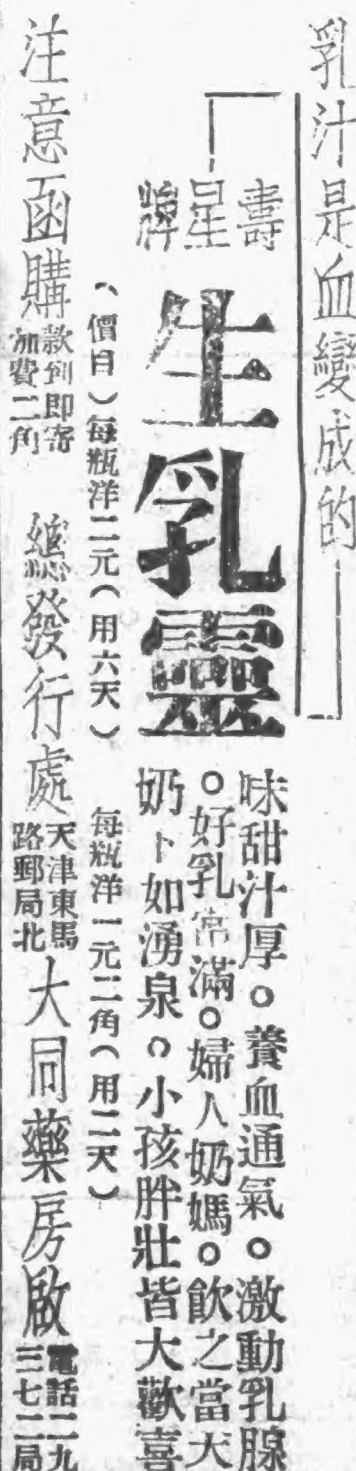 乳汁是血變成的
壽星牌
生乳靈
味甜汁厚。養血通氣。激動乳腺
。好乳常滿。婦人奶媽。飲之當天
奶卜如湧泉。小孩胖壯皆大歡喜
(價目)每瓶洋二元(用六天) 每瓶洋一元二角(用二天)
注意函購 款到即寄 加費二角 總發行處 天津東馬路郵局北 大同藥房啟 電話二九三七二局